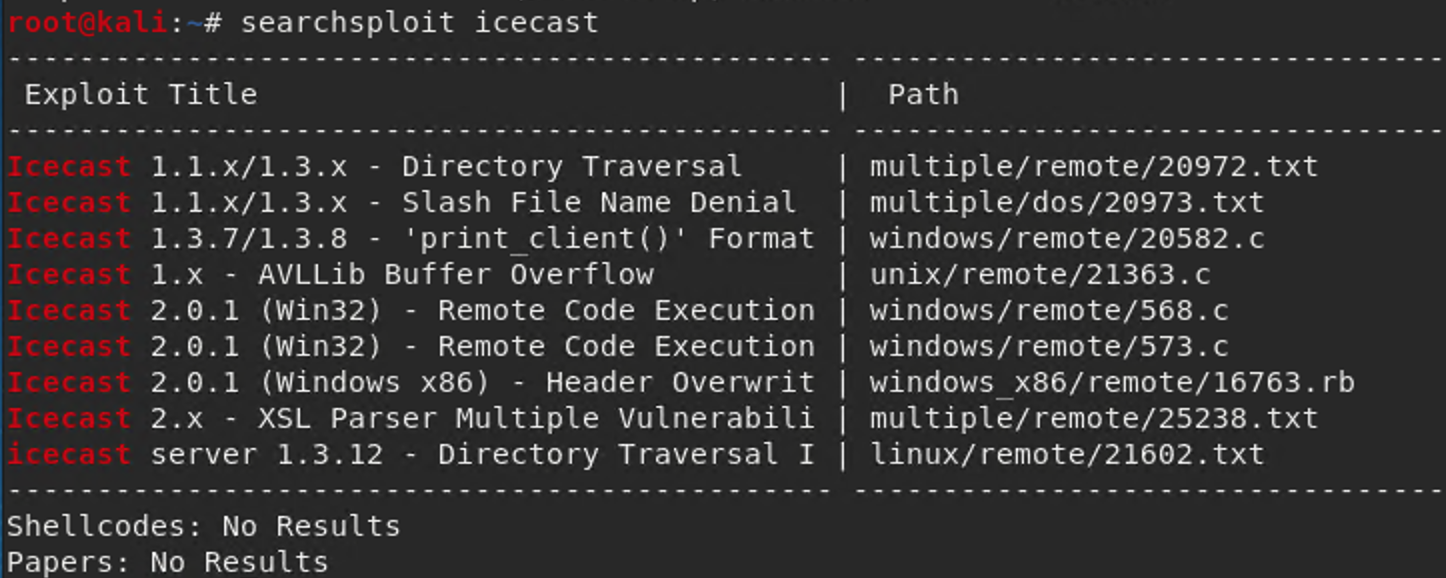 root@kali:~# searchsploit icecast
---------------------------------------------- ---------------------------------
 Exploit Title                                |  Path
---------------------------------------------- ---------------------------------
Icecast 1.1.x/1.3.x - Directory Traversal     | multiple/remote/20972.txt
Icecast 1.1.x/1.3.x - Slash File Name Denial  | multiple/dos/20973.txt
Icecast 1.3.7/1.3.8 - 'print_client()' Format | windows/remote/20582.c
Icecast 1.x - AVLLib Buffer Overflow          | unix/remote/21363.c
Icecast 2.0.1 (Win32) - Remote Code Execution | windows/remote/568.c
Icecast 2.0.1 (Win32) - Remote Code Execution | windows/remote/573.c
Icecast 2.0.1 (Windows x86) - Header Overwrit | windows_x86/remote/16763.rb
Icecast 2.x - XSL Parser Multiple Vulnerabili | multiple/remote/25238.txt
icecast server 1.3.12 - Directory Traversal I | linux/remote/21602.txt
---------------------------------------------- ---------------------------------
Shellcodes: No Results
Papers: No Results